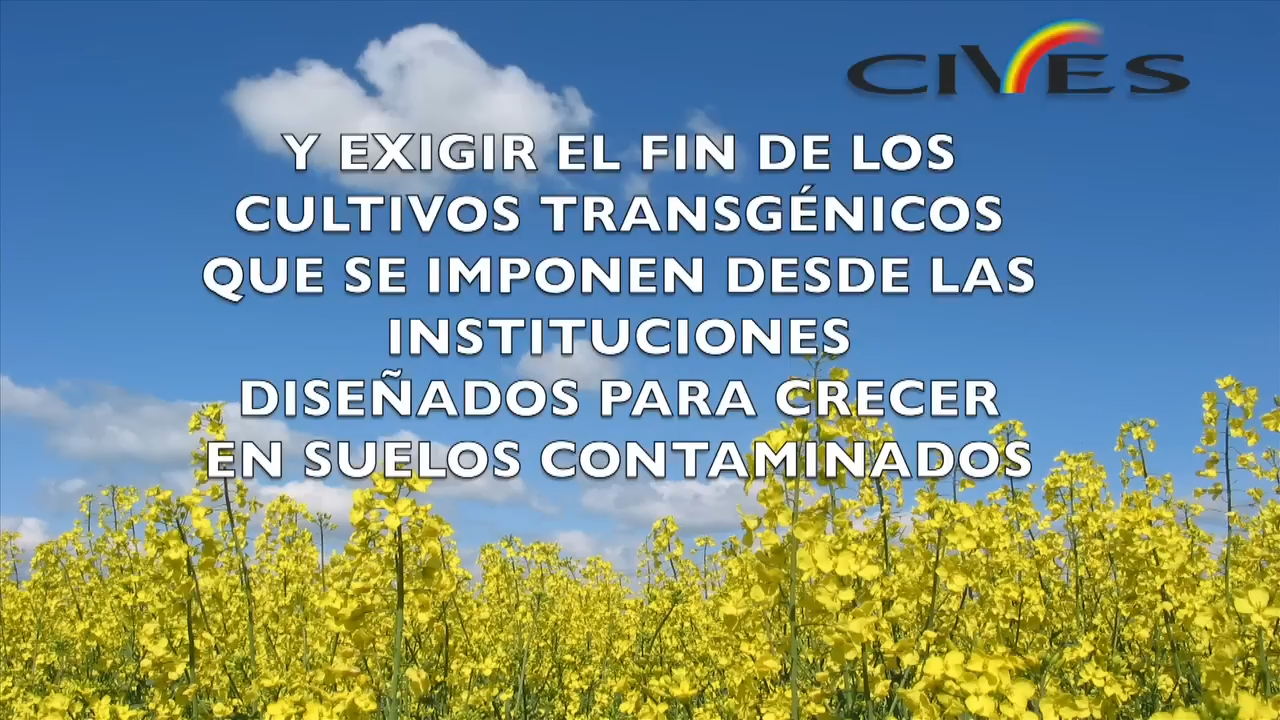 CIVES
Y EXIGIR EL FIN DE LOS
CULTIVOS TRANSGÉNICOS
QUE SE IMPONEN DESDE LAS
INSTITUCIONES
DISEÑADOS PARA CRECER
EN SUELOS CONTAMINADOS